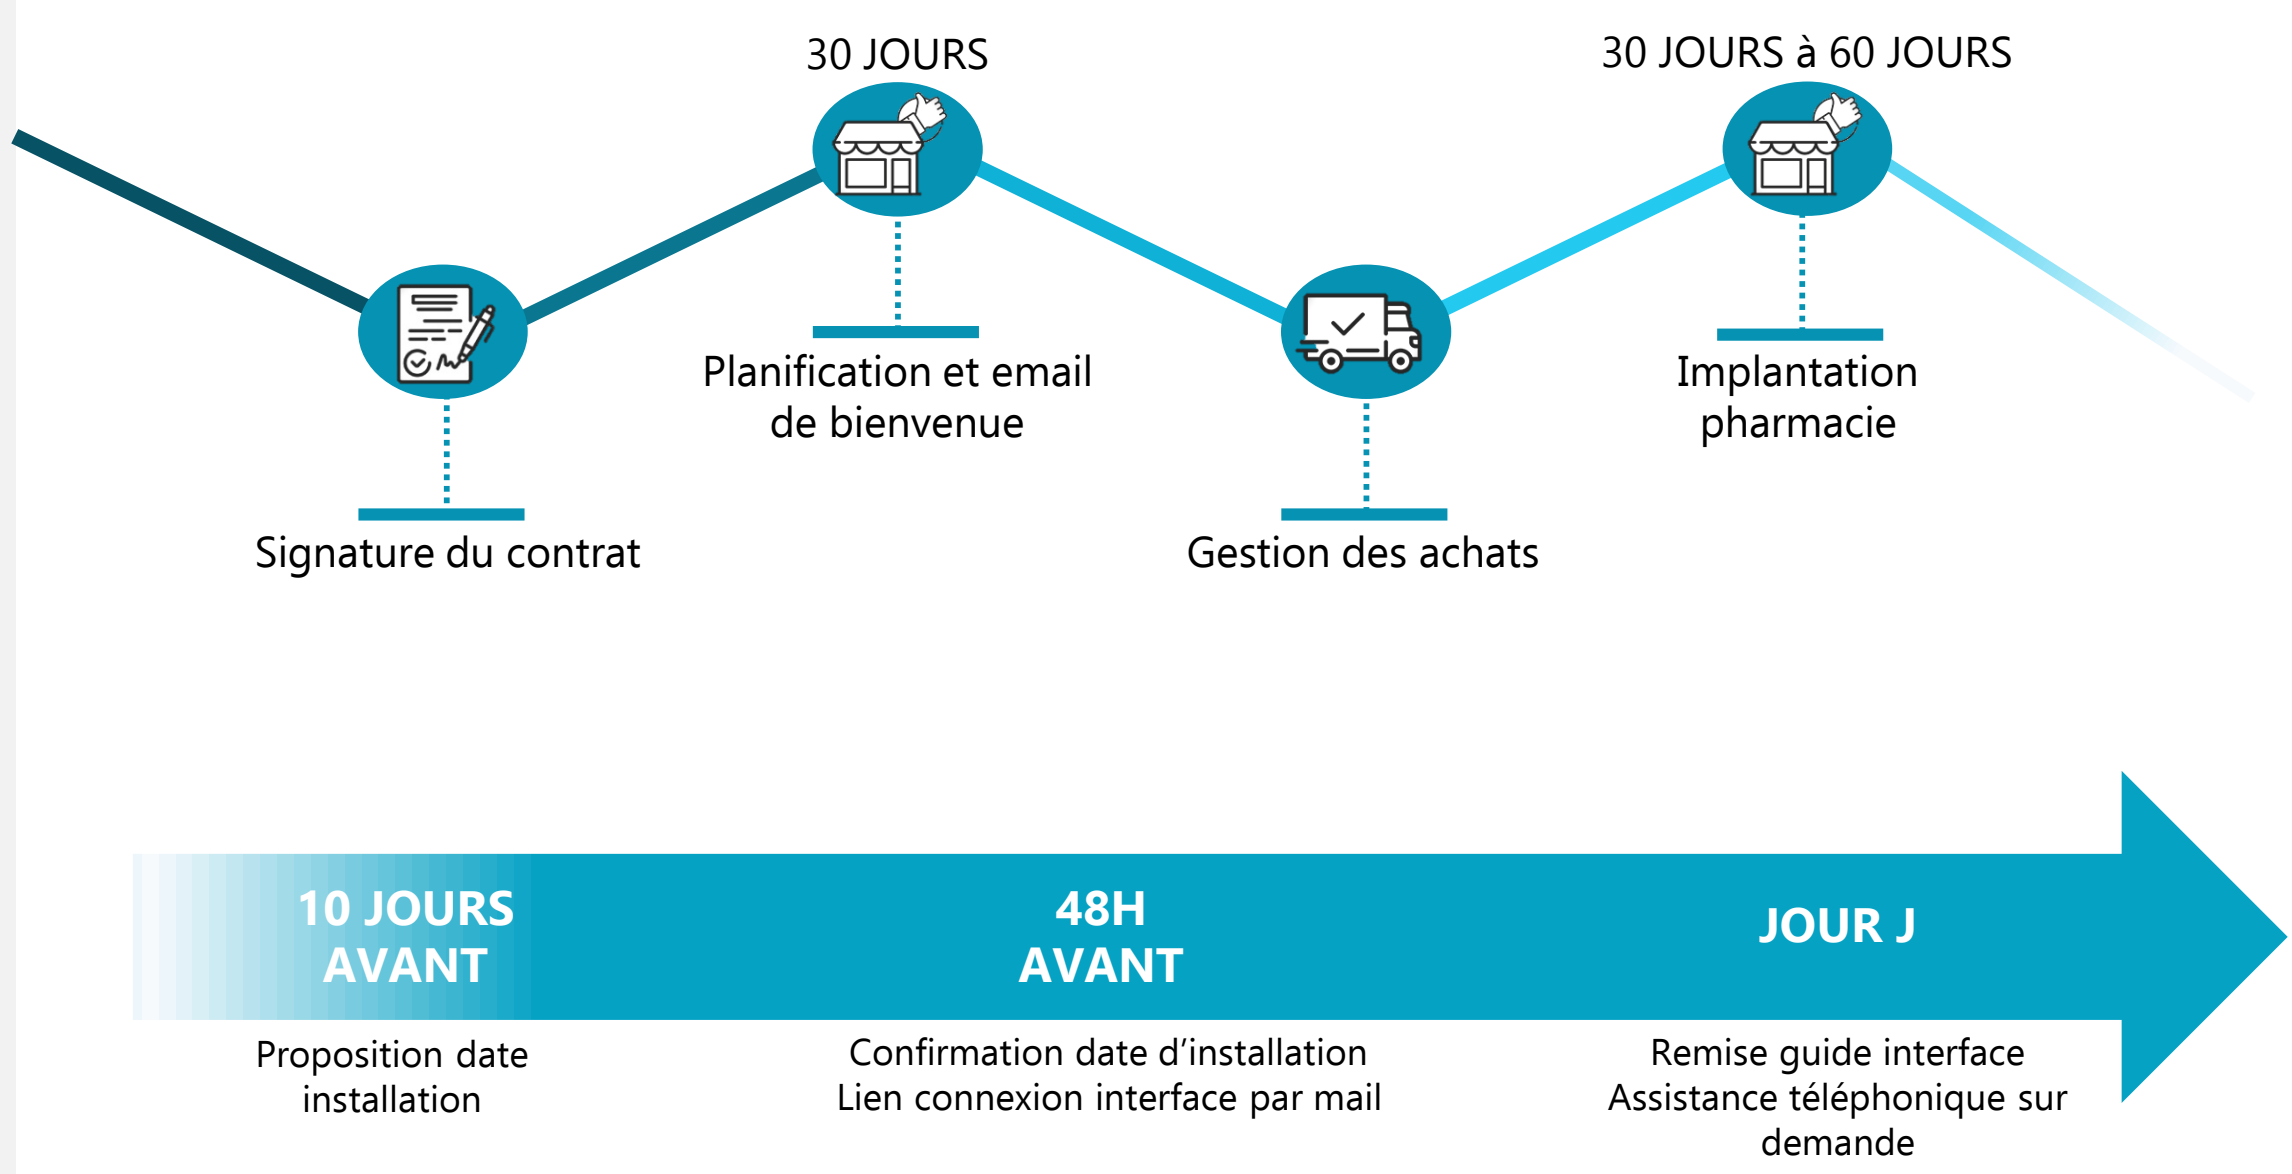 30 JOURS
30 JOURS à 60 JOURS
Planification et email
de bienvenue
Implantation
pharmacie
Signature du contrat
Gestion des achats
10 JOURS
AVANT
48H
AVANT
JOUR J
Proposition date
installation
Confirmation date d’installation
Lien connexion interface par mail
Remise guide interface
Assistance téléphonique sur
demande